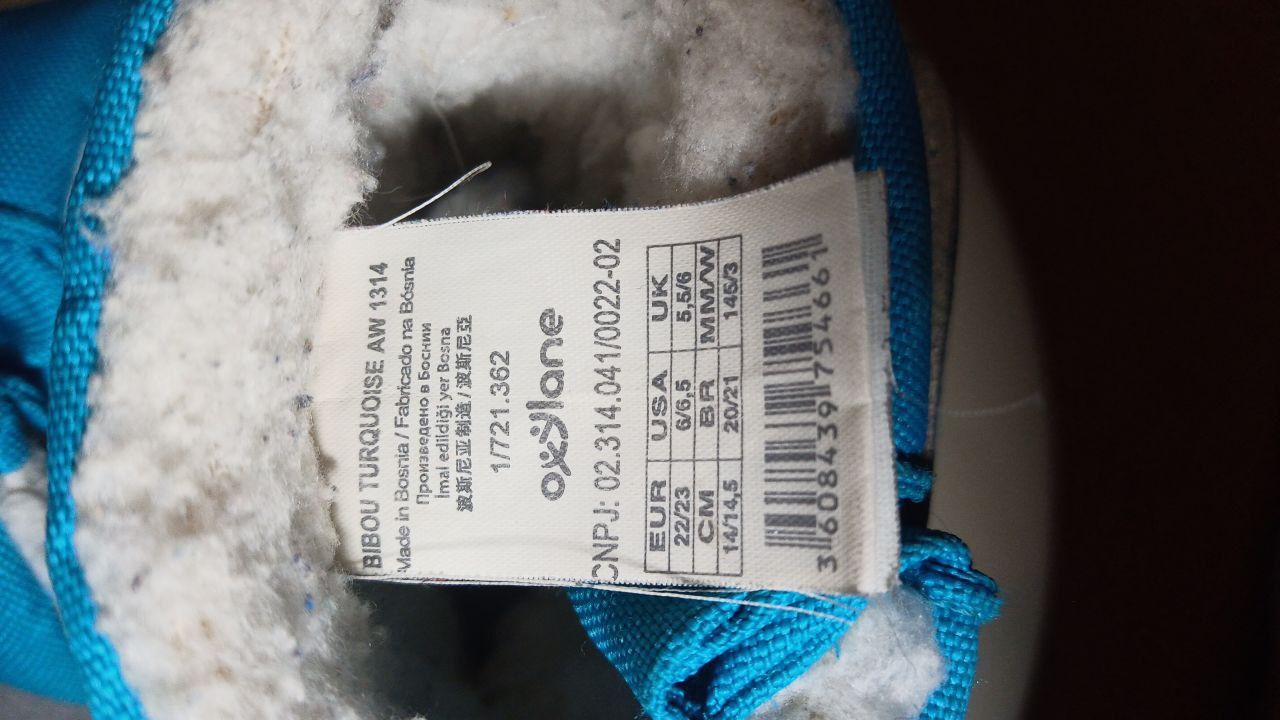 BIBOU TURQUOISE AW 1314
Made in Bosnia / Fabricado na Bósnia
Произведено в Боснии
Imal edildiği yer Bosna
波斯尼亚制造 / 波斯尼亞
1/721.362
oxylane
CNPJ: 02.314.041/0022-02
EUR USA UK
22/23 6/6,5 5,5/6
CM BR MM/W
14/14,5 20/21 145/3
3 608439 754661